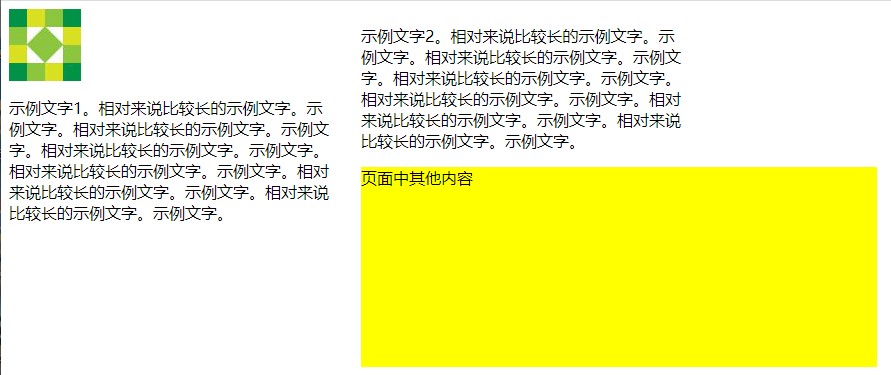 示例文字1。相对来说比较长的示例文字。示
例文字。相对来说比较长的示例文字。示例文
字。相对来说比较长的示例文字。示例文字。
相对来说比较长的示例文字。示例文字。相对
来说比较长的示例文字。示例文字。相对来说
比较长的示例文字。示例文字。
示例文字2。相对来说比较长的示例文字。示
例文字。相对来说比较长的示例文字。示例文
字。相对来说比较长的示例文字。示例文字。
相对来说比较长的示例文字。示例文字。相对
来说比较长的示例文字。示例文字。相对来说
比较长的示例文字。示例文字。
页面中其他内容